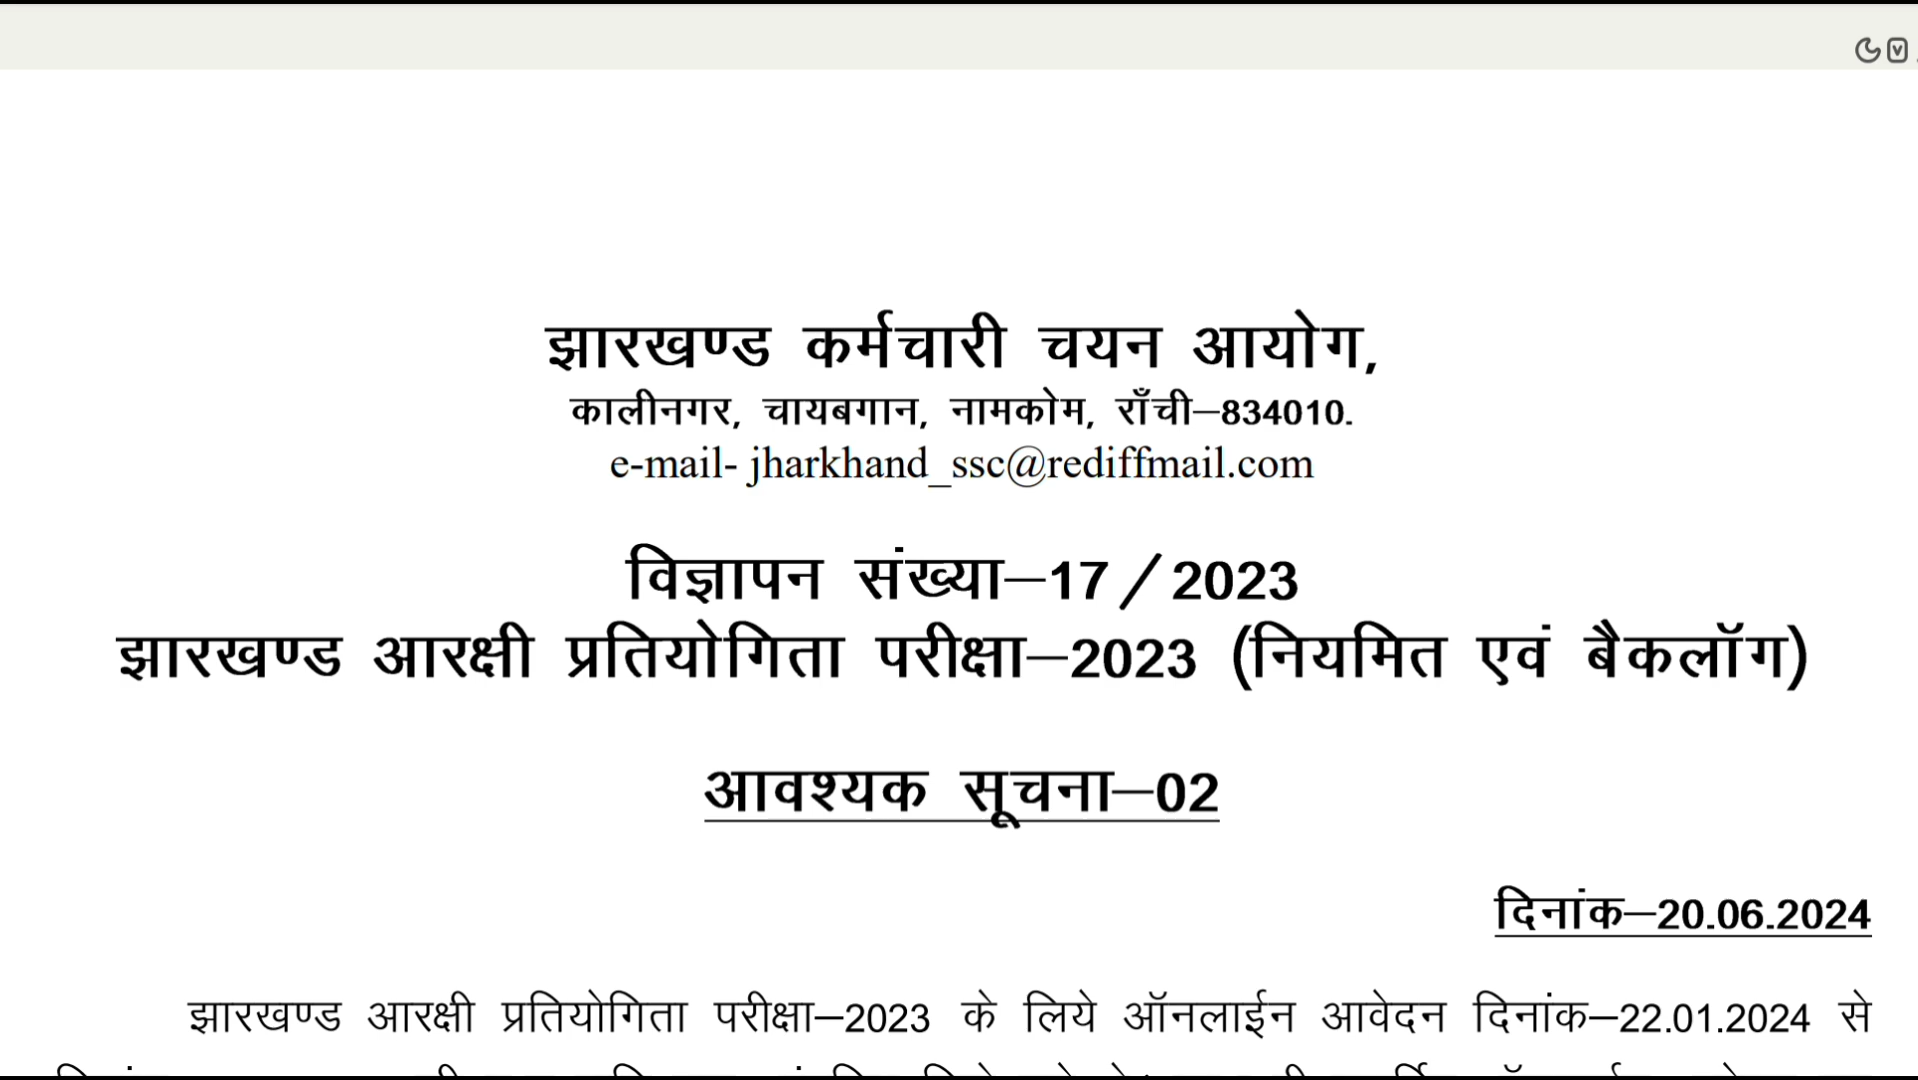 झारखण्ड कर्मचारी चयन आयोग,
कालीनगर, चायबगान, नामकोम, राँची–834010.
e-mail- jharkhand_ssc@rediffmail.com
विज्ञापन संख्या–17/2023
झारखण्ड आरक्षी प्रतियोगिता परीक्षा–2023 (नियमित एवं बैकलॉग)
आवश्यक सूचना–02
दिनांक–20.06.2024
झारखण्ड आरक्षी प्रतियोगिता परीक्षा–2023 के लिये ऑनलाईन आवेदन दिनांक–22.01.2024 से